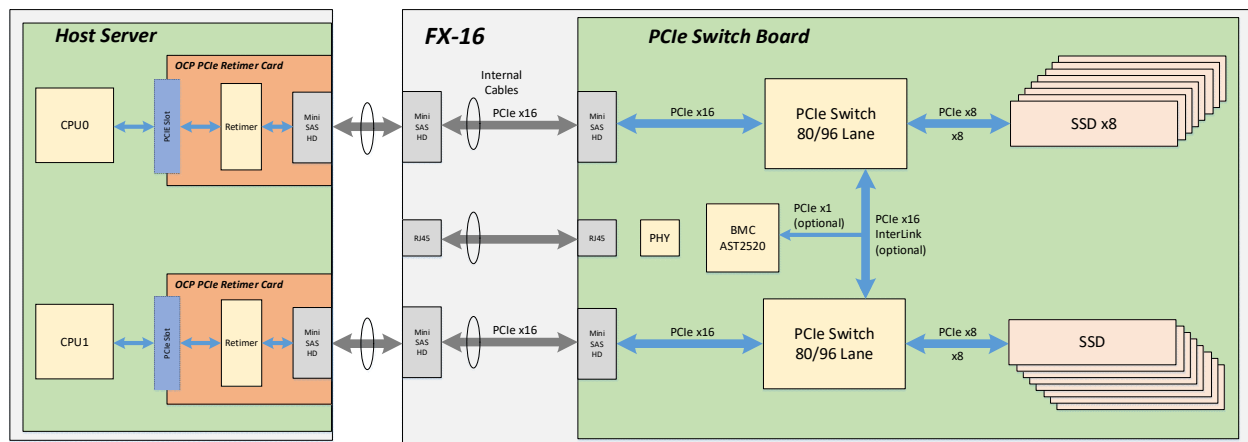 Host Server
FX-16
PCIe Switch Board
OCP PCIe Retimer Card
CPU0
PCIE Slot
Retimer
Mini
SAS
HD
Mini
SAS
HD
Internal
Cables
PCIe x16
Mini
SAS
HD
PCIe x16
PCIe Switch
80/96 Lane
PCIe x8
x8
SSD x8
RJ45
RJ45
PHY
BMC
AST2520
PCIe x1
(optional)
PCIe x16
InterLink
(optional)
OCP PCIe Retimer Card
CPU1
PCIe Slot
Retimer
Mini
SAS
HD
Mini
SAS
HD
PCIe x16
Mini
SAS
HD
PCIe x16
PCIe Switch
80/96 Lane
PCIe x8
x8
SSD